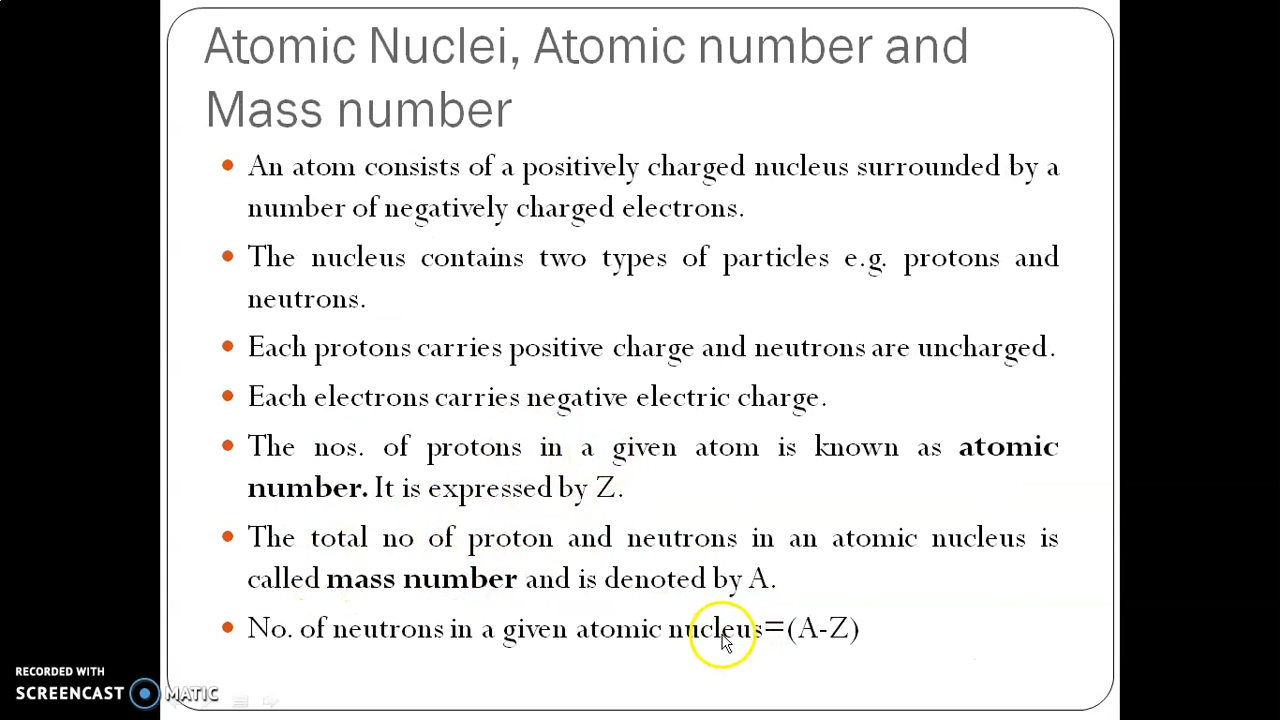 Atomic Nuclei, Atomic number and
Mass number
• An atom consists of a positively charged nucleus surrounded by a
number of negatively charged electrons.
• The nucleus contains two types of particles e.g. protons and
neutrons.
• Each protons carries positive charge and neutrons are uncharged.
• Each electrons carries negative electric charge.
• The nos. of protons in a given atom is known as atomic
number. It is expressed by Z.
• The total no of proton and neutrons in an atomic nucleus is
called mass number and is denoted by A.
• No. of neutrons in a given atomic nucleus=(A-Z)
RECORDED WITH
SCREENCAST MATIC